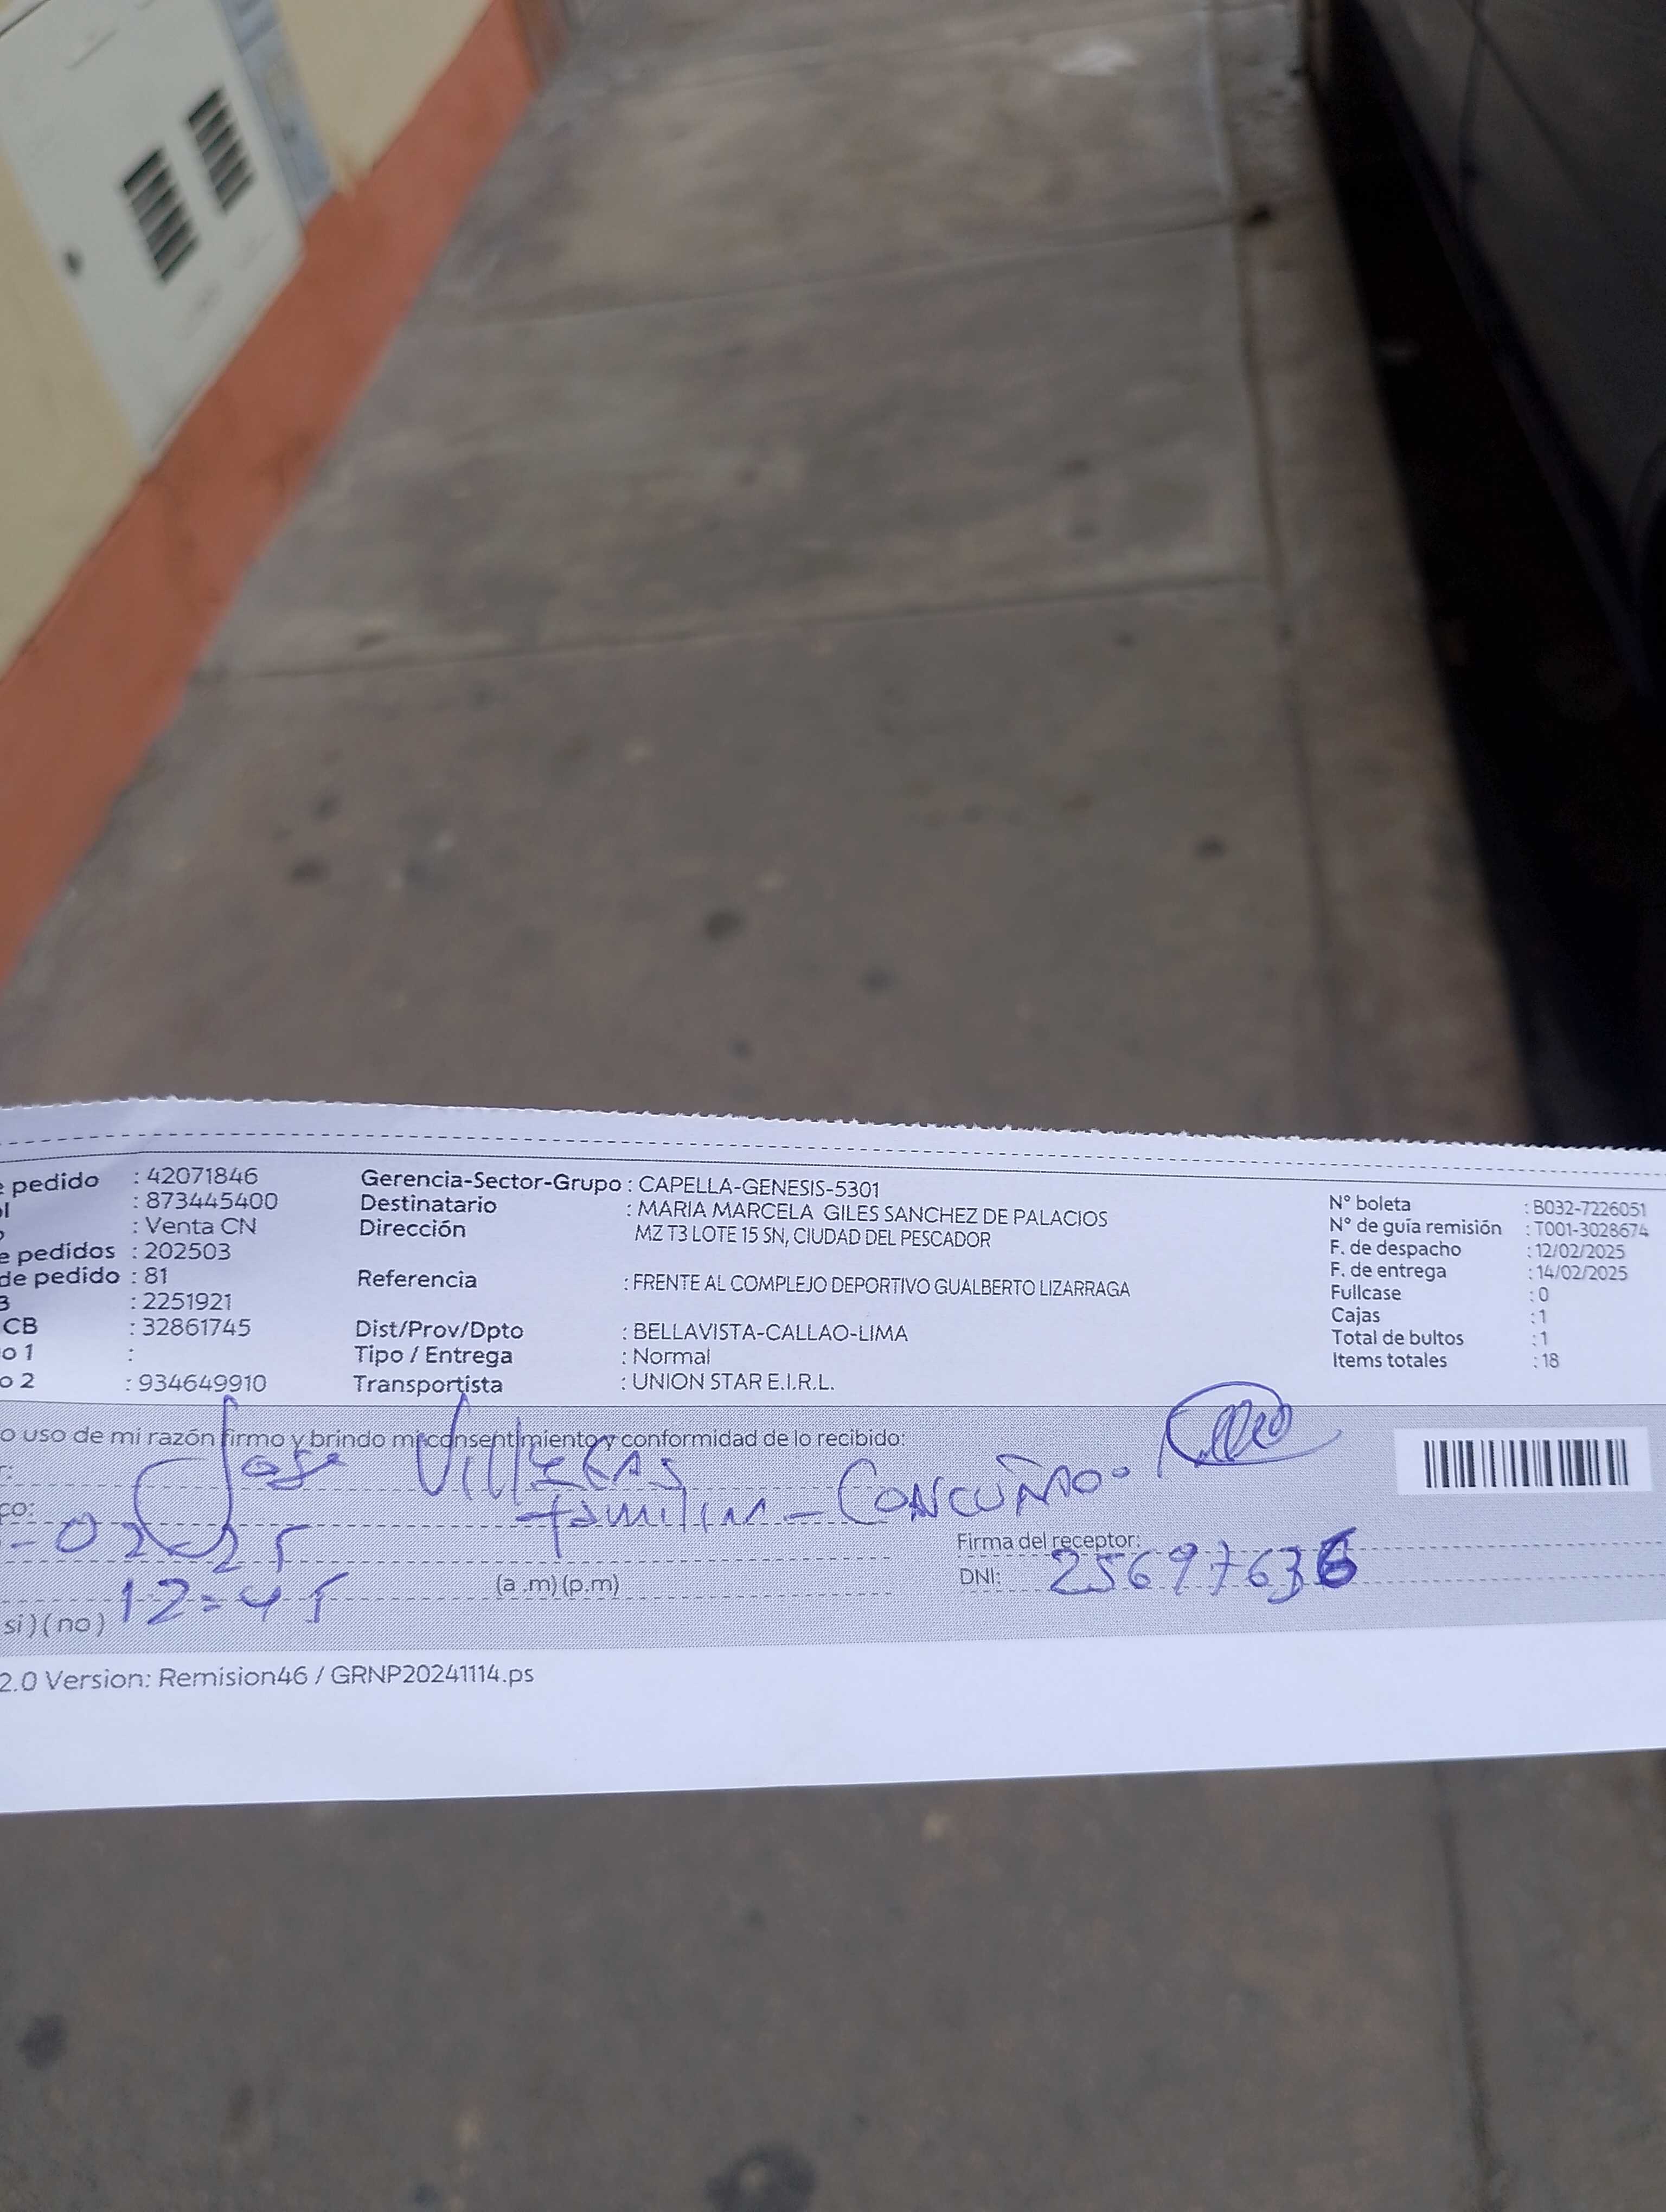 pedido : 42071846 Gerencia-Sector-Grupo : CAPELLA-GENESIS-5301
: 873445400 Destinatario : MARIA MARCELA GILES SANCHEZ DE PALACIOS N° boleta : B032-7226051
: Venta CN Dirección MZ T3 LOTE 15 SN, CIUDAD DEL PESCADOR N° de guía remisión : T001-3028674
e pedidos : 202503 F. de despacho : 12/02/2025
de pedido : 81 Referencia : FRENTE AL COMPLEJO DEPORTIVO GUALBERTO LIZARRAGA F. de entrega : 14/02/2025
: 2251921 Fullcase : 0
CB : 32861745 Dist/Prov/Dpto : BELLAVISTA-CALLAO-LIMA Cajas : 1
o 1 : Tipo / Entrega : Normal Total de bultos : 1
o 2 : 934649910 Transportista : UNION STAR E.I.R.L. Items totales : 18
o uso de mi razón firmo y brindo mi consentimiento y conformidad de lo recibido:
Jose Villegas
co: familiar - Concuñado
-02-25 Firma del receptor:
12:45 (a .m) (p.m) DNI: 25697636
si ) ( no )
2.0 Version: Remision46 / GRNP20241114.ps